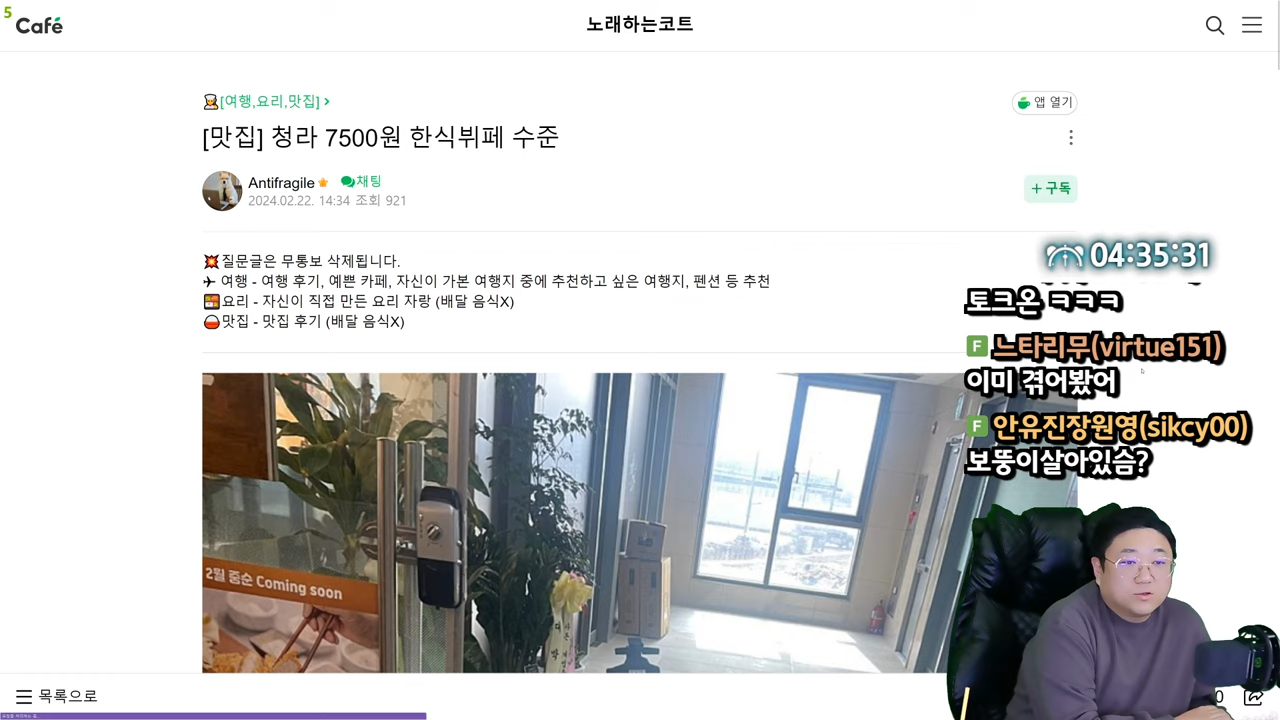 5
Café
노래하는코트
[여행,요리,맛집] >
앱 열기
[맛집] 청라 7500원 한식뷔페 수준
Antifragile
채팅
2024.02.22. 14:34 조회 921
+ 구독
질문글은 무통보 삭제됩니다.
여행 - 여행 후기, 예쁜 카페, 자신이 가본 여행지 중에 추천하고 싶은 여행지, 펜션 등 추천
요리 - 자신이 직접 만든 요리 자랑 (배달 음식X)
맛집 - 맛집 후기 (배달 음식X)
04:35:31
토크온 ㅋㅋㅋ
F 느타리무(virtue151)
이미 겪어봤어
F 안유진장원영(sikcy00)
보뚱이살아있슴?
2월 중순 Coming soon
목록으로
0